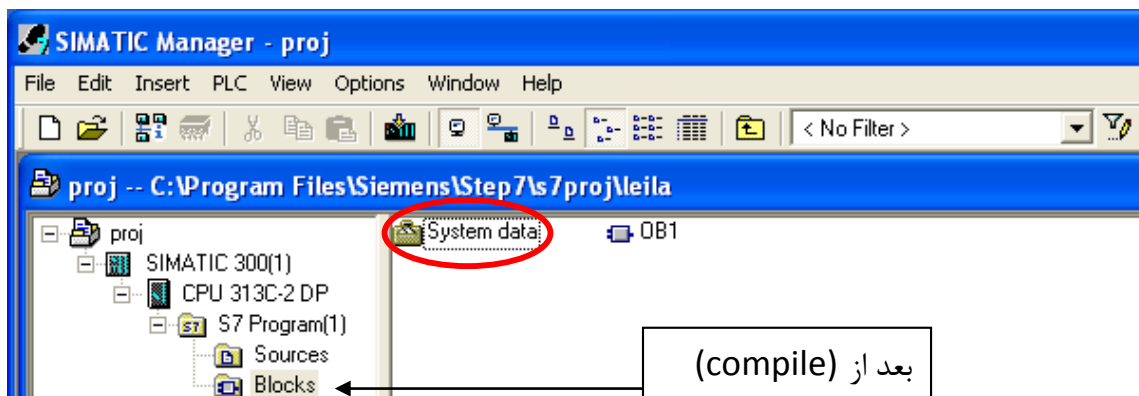 SIMATIC Manager - proj
File Edit Insert PLC View Options Window Help
< No Filter >
proj -- C:\Program Files\Siemens\Step7\s7proj\leila
proj
System data
OB1
SIMATIC 300(1)
CPU 313C-2 DP
S7 Program(1)
Sources
Blocks
بعد از (compile)